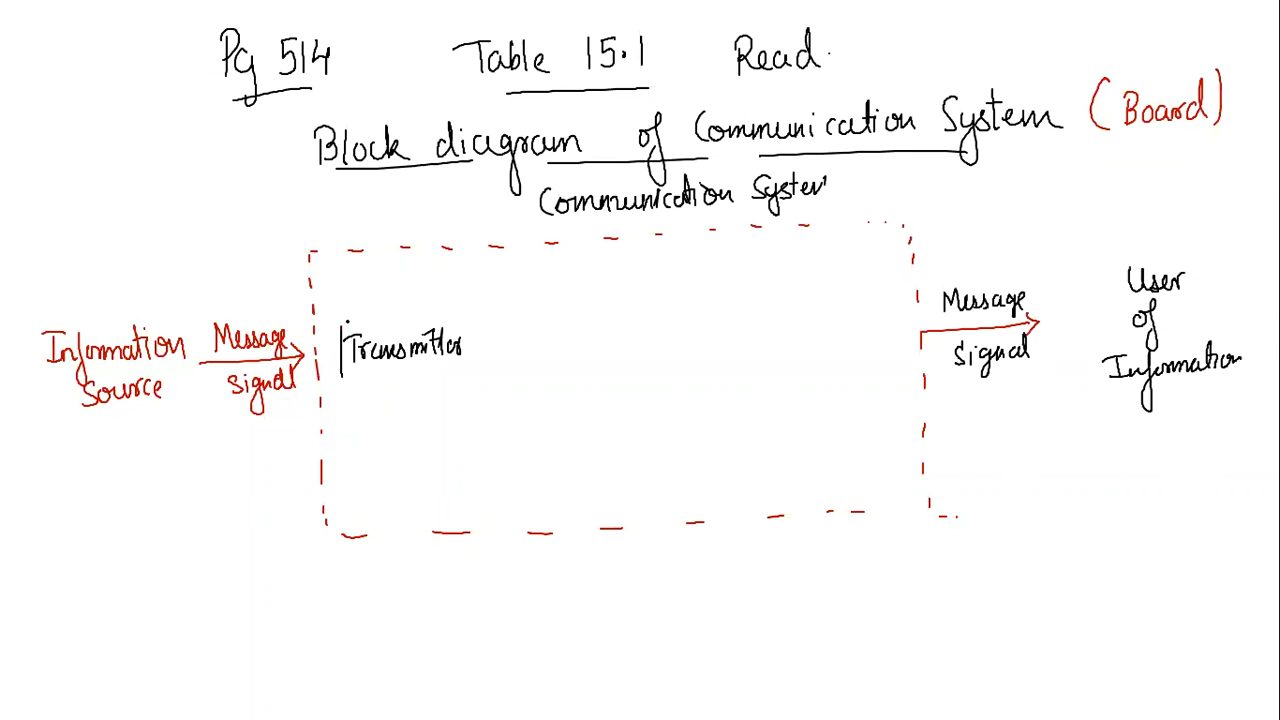 Pg 514 Table 15.1 Read.
Block diagram of Communication System (Board)
Communication System
Information
Source
Message
Signal
Transmitter
Message
Signal
User
of
Information